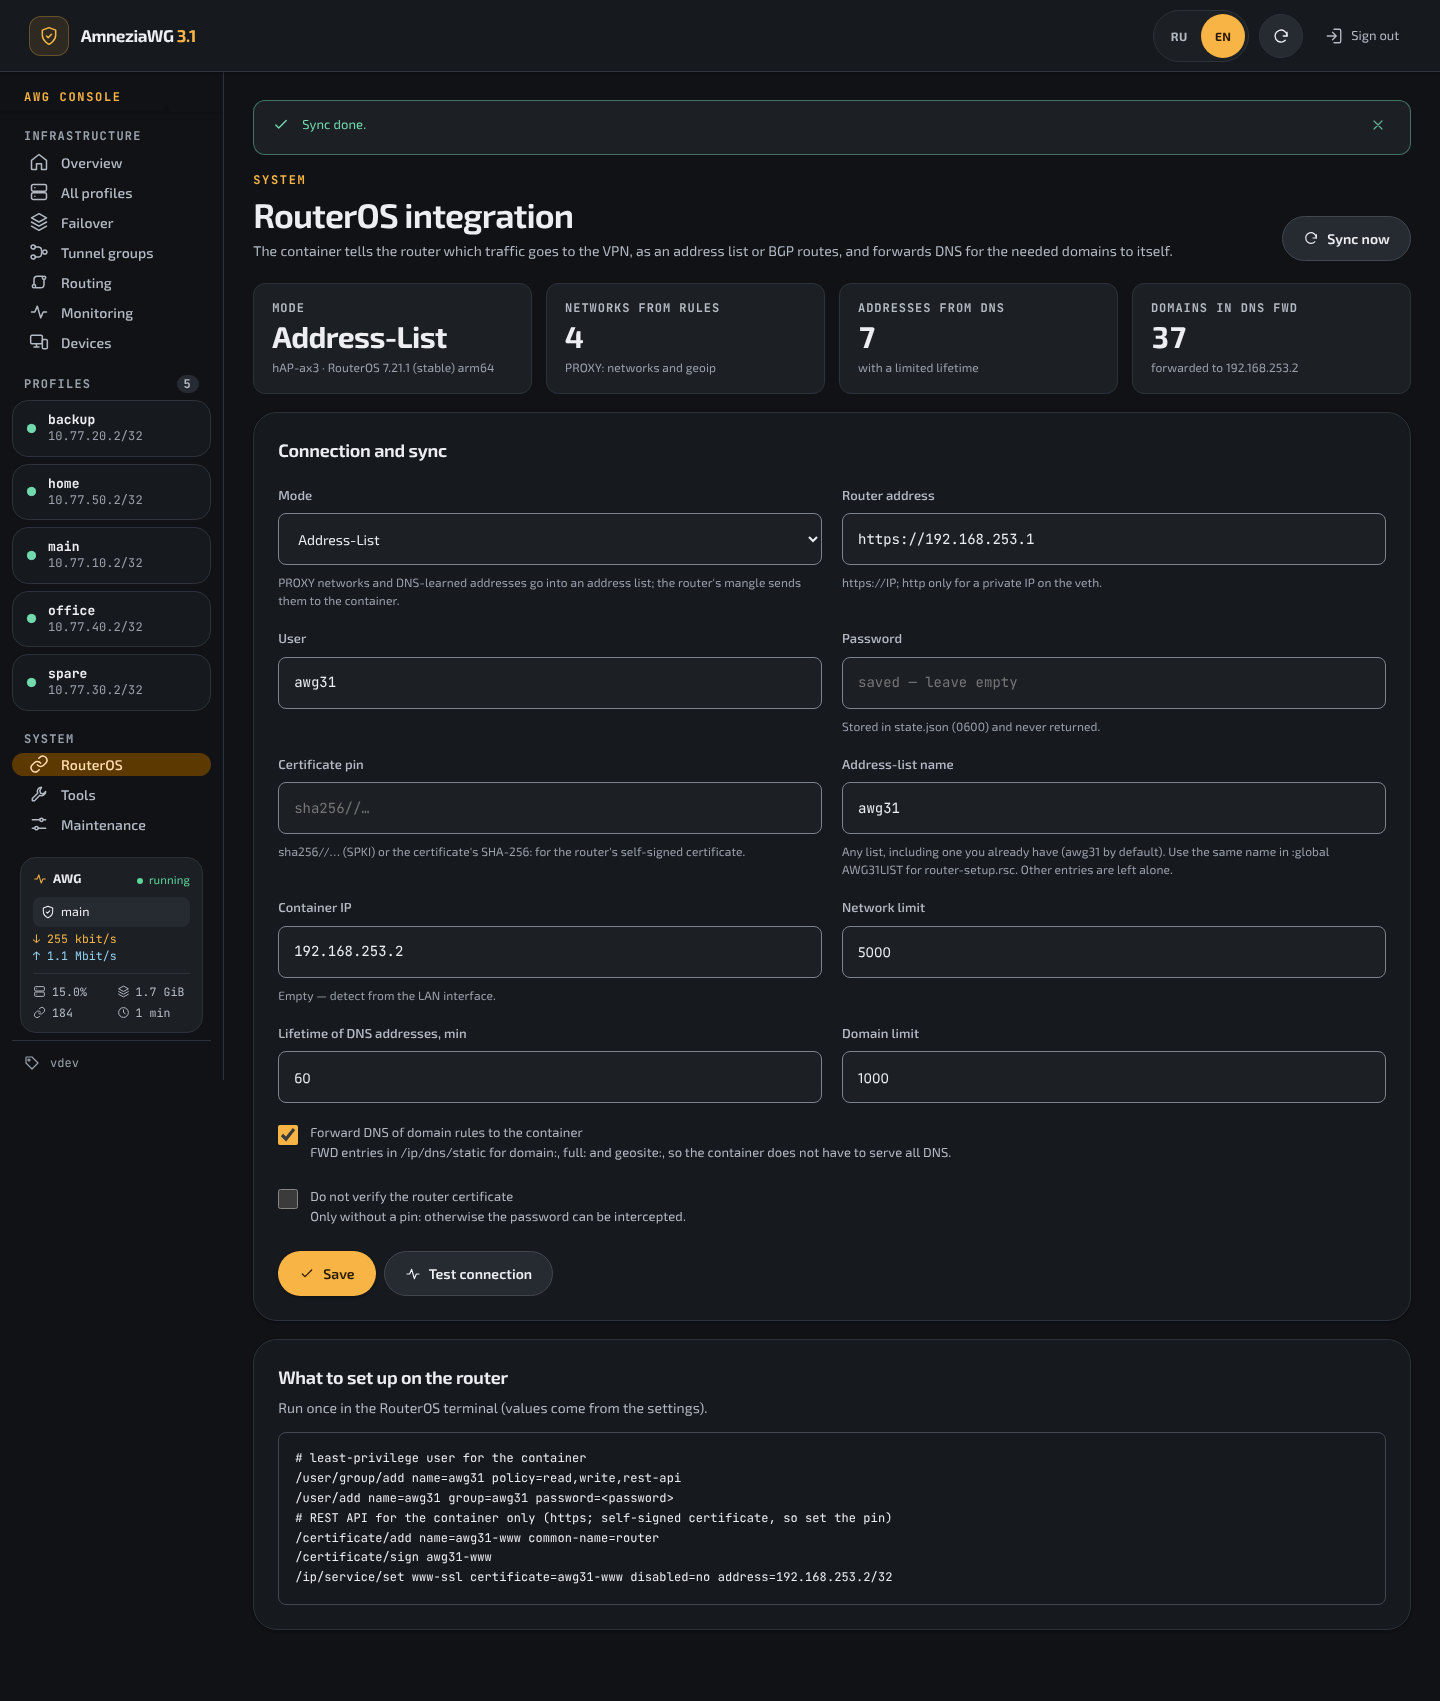 AmneziaWG 3.1
RU
EN
Sign out
AWG CONSOLE
INFRASTRUCTURE
Overview
All profiles
Failover
Tunnel groups
Routing
Monitoring
Devices
PROFILES
5
backup
10.77.20.2/32
home
10.77.50.2/32
main
10.77.10.2/32
office
10.77.40.2/32
spare
10.77.30.2/32
SYSTEM
RouterOS
Tools
Maintenance
AWG
running
main
↓ 255 kbit/s
↑ 1.1 Mbit/s
15.0%
1.7 GiB
184
1 min
vdev
Sync done.
SYSTEM
RouterOS integration
The container tells the router which traffic goes to the VPN, as an address list or BGP routes, and forwards DNS for the needed domains to itself.
Sync now
MODE
Address-List
hAP-ax3 · RouterOS 7.21.1 (stable) arm64
NETWORKS FROM RULES
4
PROXY: networks and geoip
ADDRESSES FROM DNS
7
with a limited lifetime
DOMAINS IN DNS FWD
37
forwarded to 192.168.253.2
Connection and sync
Mode
Address-List
PROXY networks and DNS-learned addresses go into an address list; the router's mangle sends
them to the container.
Router address
https://192.168.253.1
https://IP; http only for a private IP on the veth.
User
awg31
Password
saved — leave empty
Stored in state.json (0600) and never returned.
Certificate pin
sha256//…
sha256//… (SPKI) or the certificate's SHA-256: for the router's self-signed certificate.
Address-list name
awg31
Any list, including one you already have (awg31 by default). Use the same name in :global
AWG31LIST for router-setup.rsc. Other entries are left alone.
Container IP
192.168.253.2
Empty — detect from the LAN interface.
Network limit
5000
Lifetime of DNS addresses, min
60
Domain limit
1000
Forward DNS of domain rules to the container
FWD entries in /ip/dns/static for domain:, full: and geosite:, so the container does not have to serve all DNS.
Do not verify the router certificate
Only without a pin: otherwise the password can be intercepted.
Save
Test connection
What to set up on the router
Run once in the RouterOS terminal (values come from the settings).
# least-privilege user for the container
/user/group/add name=awg31 policy=read,write,rest-api
/user/add name=awg31 group=awg31 password=<password>
# REST API for the container only (https; self-signed certificate, so set the pin)
/certificate/add name=awg31-www common-name=router
/certificate/sign awg31-www
/ip/service/set www-ssl certificate=awg31-www disabled=no address=192.168.253.2/32